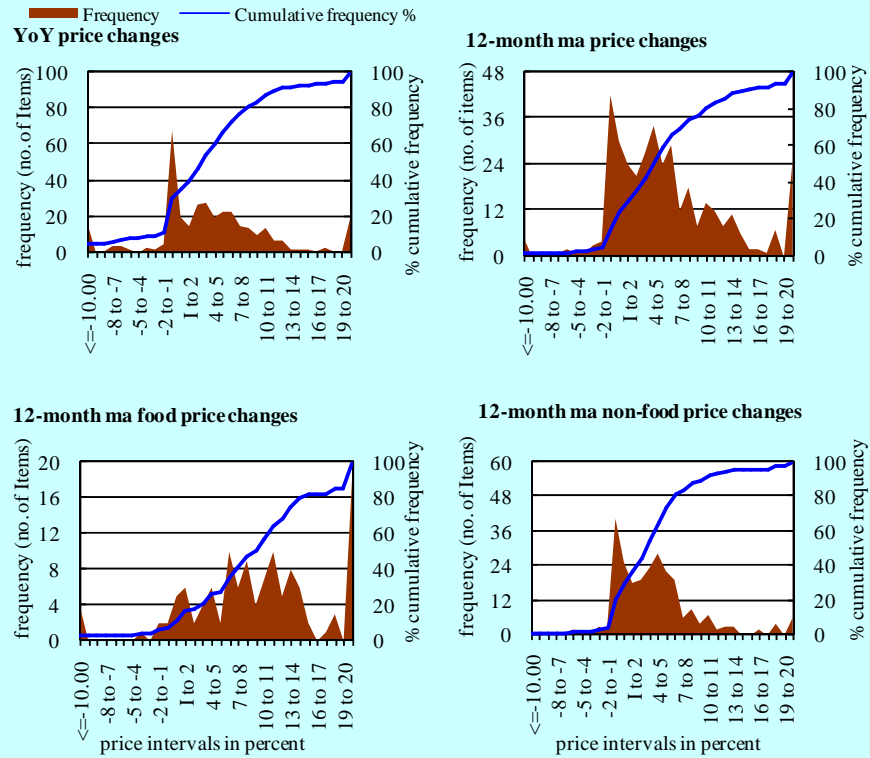 Frequency Cumulative frequency %
YoY price changes
100
80
60
40
20
0
frequency (no. of Items)
100
80
60
40
20
0
% cumulative frequency
<=-10.00
-8 to -7
-5 to -4
-2 to -1
I to 2
4 to 5
7 to 8
10 to 11
13 to 14
16 to 17
19 to 20
12-month ma price changes
48
36
24
12
0
frequency (no. of items)
100
80
60
40
20
0
% cumulative frequency
<=-10.00
-8 to -7
-5 to -4
-2 to -1
I to 2
4 to 5
7 to 8
10 to 11
13 to 14
16 to 17
19 to 20
12-month ma food price changes
20
16
12
8
4
0
frequency (no. of Items)
100
80
60
40
20
0
% cumulative frequency
<=-10.00
-8 to -7
-5 to -4
-2 to -1
I to 2
4 to 5
7 to 8
10 to 11
13 to 14
16 to 17
19 to 20
price intervals in percent
12-month ma non-food price changes
60
48
36
24
12
0
frequency (no. of Items)
100
80
60
40
20
0
% cumulative frequency
<=-10.00
-8 to -7
-5 to -4
-2 to -1
I to 2
4 to 5
7 to 8
10 to 11
13 to 14
16 to 17
19 to 20
price intervals in percent